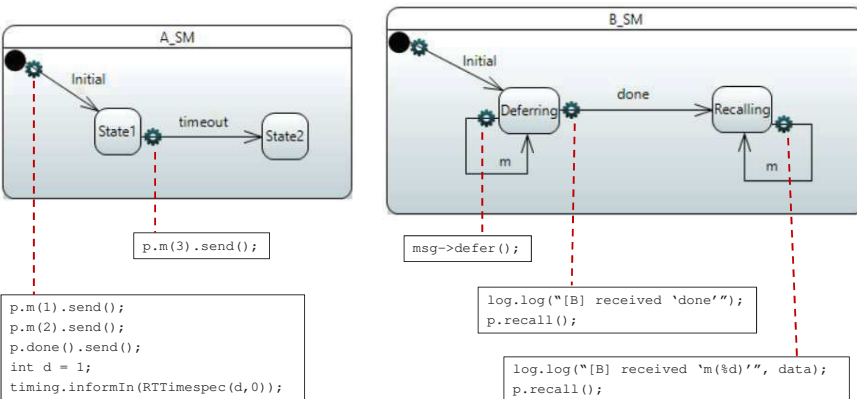 A_SM
Initial
State1
timeout
State2
p.m(3).send();
p.m(1).send();
p.m(2).send();
p.done().send();
int d = 1;
timing.informIn(RTTimespec(d,0));
B_SM
Initial
Deferring
done
Recalling
m
m
msg->defer();
log.log(“[B] received ‘done’”);
p.recall();
log.log(“[B] received ‘m(%d)’”, data);
p.recall();